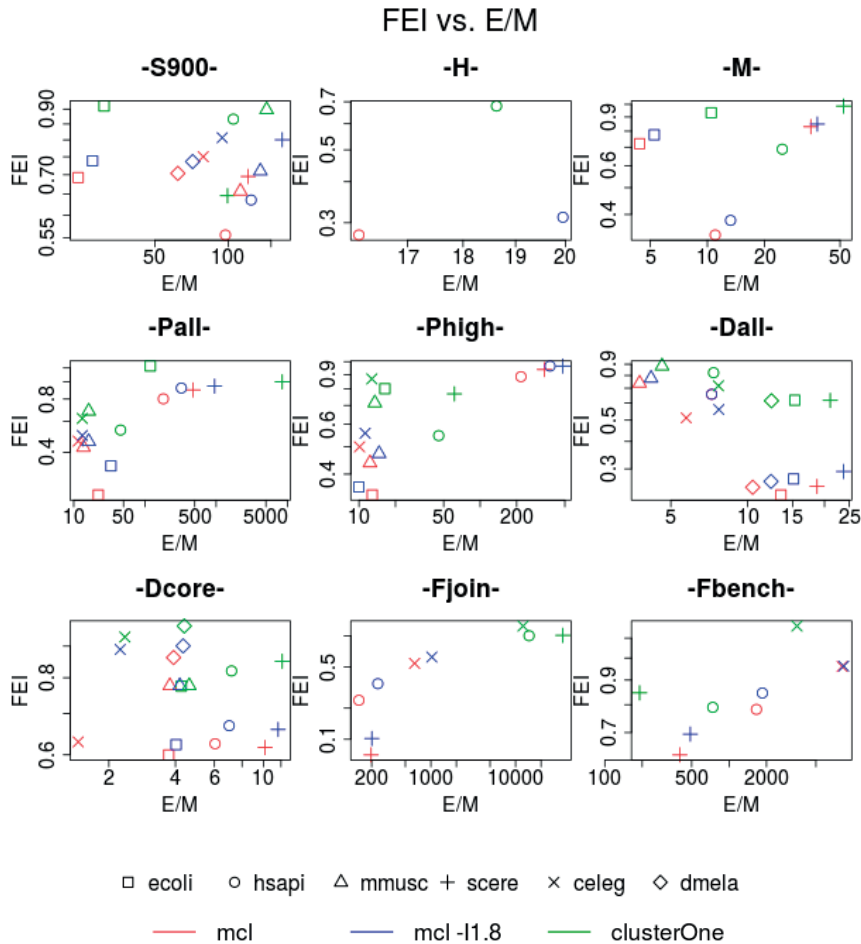 FEI vs. E/M
-S900-
FEI
0.55 0.70 0.90
50 100
E/M
-H-
FEI
0.3 0.5 0.7
17 18 19 20
E/M
-M-
FEI
0.4 0.6 0.9
5 10 20 50
E/M
-Pall-
FEI
0.4 0.8
10 50 500 5000
E/M
-Phigh-
FEI
0.4 0.6 0.9
10 50 200
E/M
-Dall-
FEI
0.3 0.5 0.9
5 10 15 25
E/M
-Dcore-
FEI
0.6 0.8
2 4 6 10
E/M
-Fjoin-
FEI
0.1 0.5
200 1000 10000
E/M
-Fbench-
FEI
0.7 0.9
100 500 2000
E/M
ecoli hsapi mmusc scere celeg dmela
mcl mcl -I1.8 clusterOne